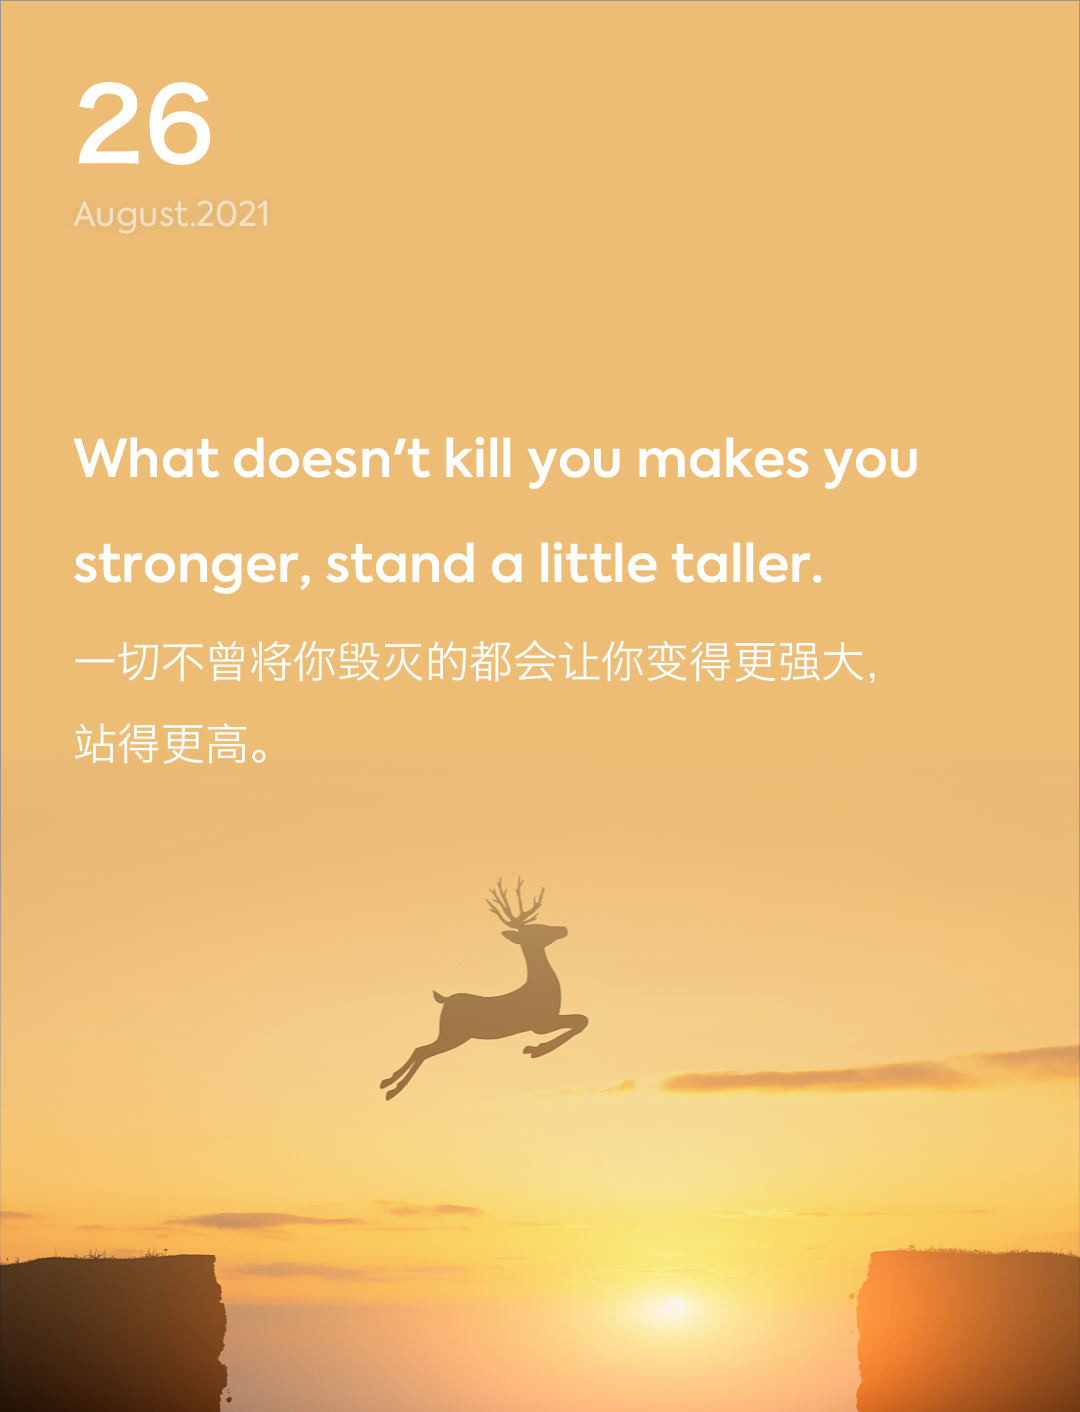 26
August.2021
What doesn't kill you makes you
stronger, stand a little taller.
一切不曾将你毁灭的都会让你变得更强大，
站得更高。